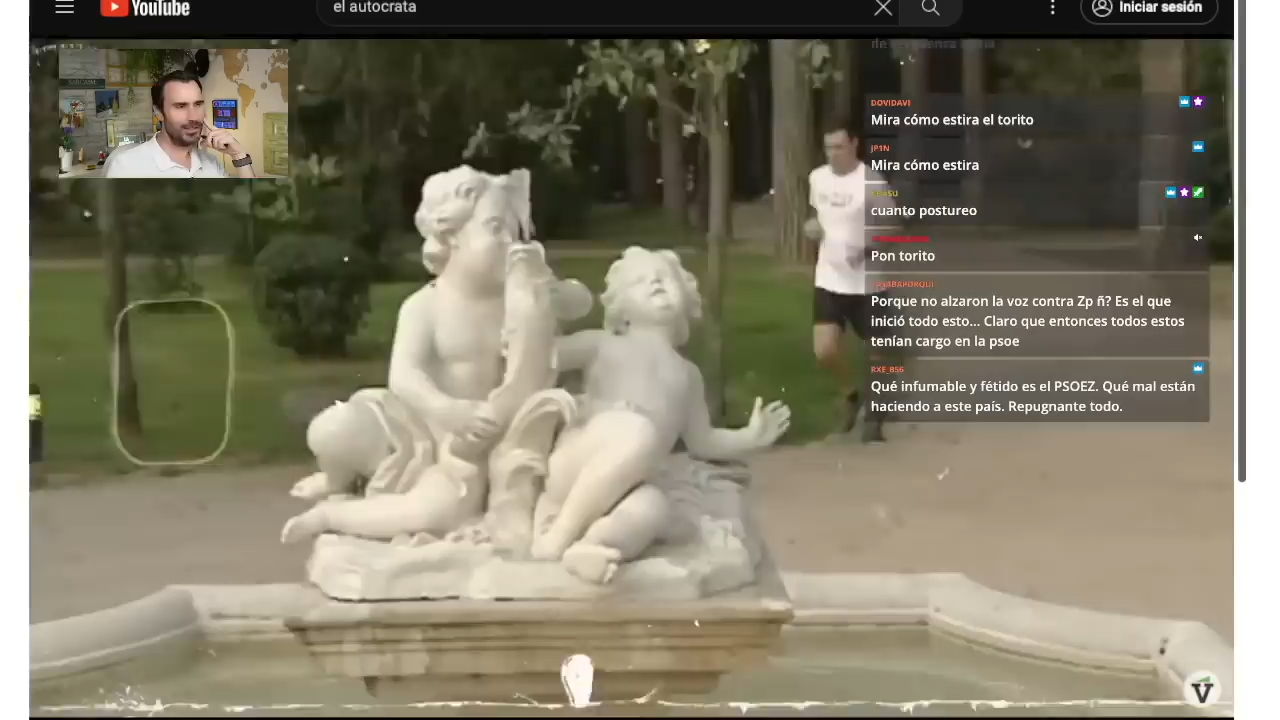 YouTube
el autocrata
Iniciar sesión
DOVIDAVI
Mira cómo estira el torito
JP1N
Mira cómo estira
cuanto postureo
Pon torito
Porque no alzaron la voz contra Zp ñ? Es el que
inició todo esto... Claro que entonces todos estos
tenían cargo en la psoe
RXE_856
Qué infumable y fétido es el PSOEZ. Qué mal están
haciendo a este país. Repugnante todo.
V